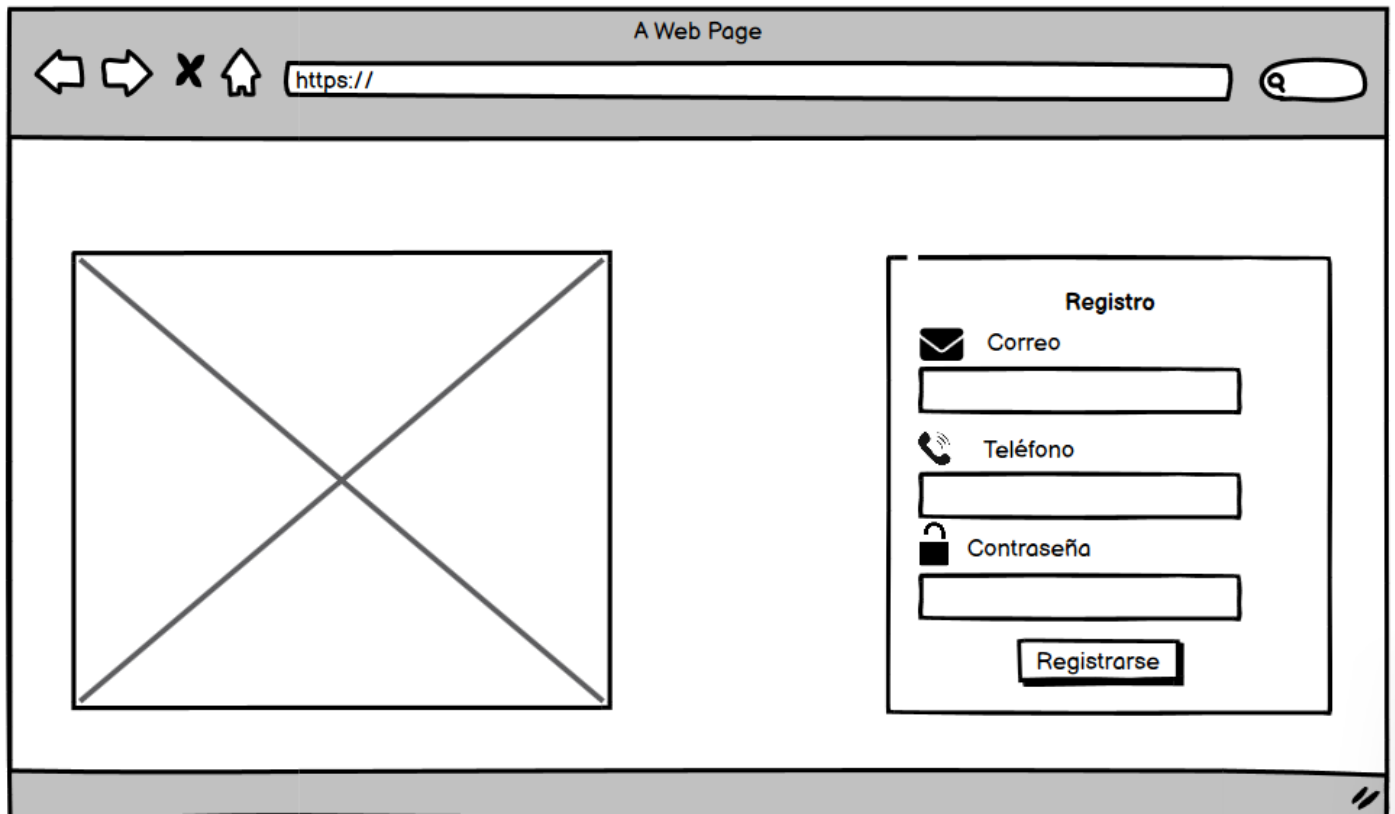 A Web Page
https://
Registro
Correo
Teléfono
Contraseña
Registrarse